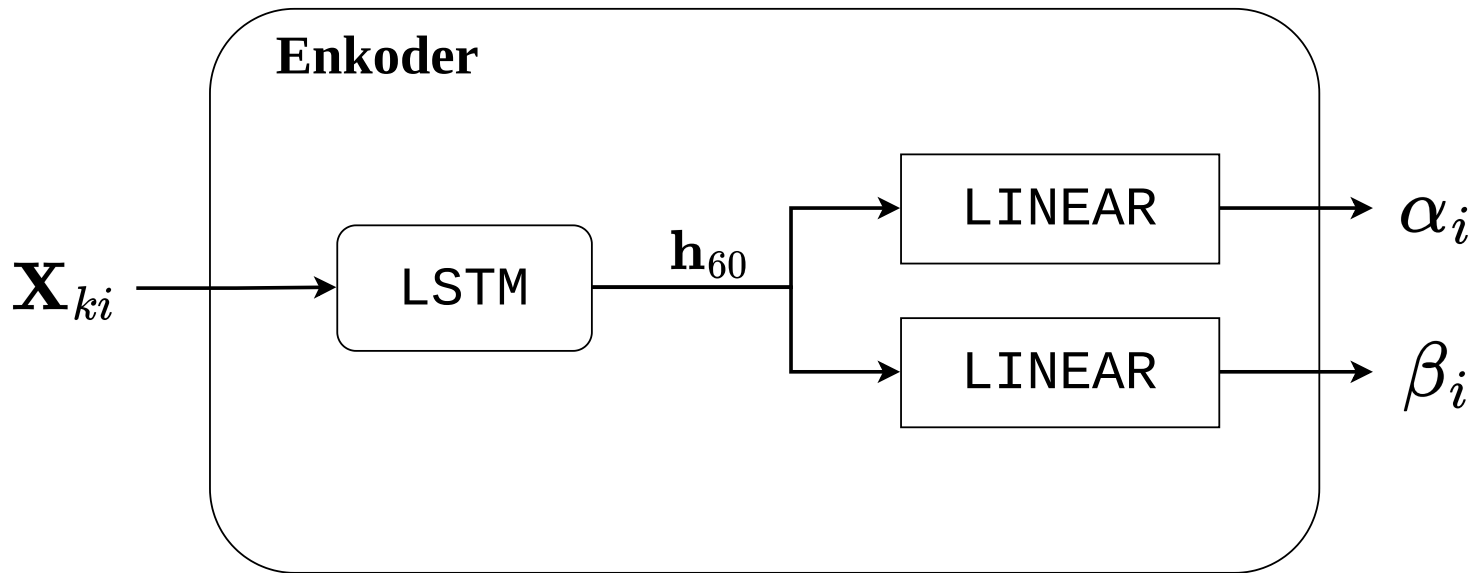 Enkoder
LINEAR
α_i
h_60
X_ki
LSTM
LINEAR
β_i